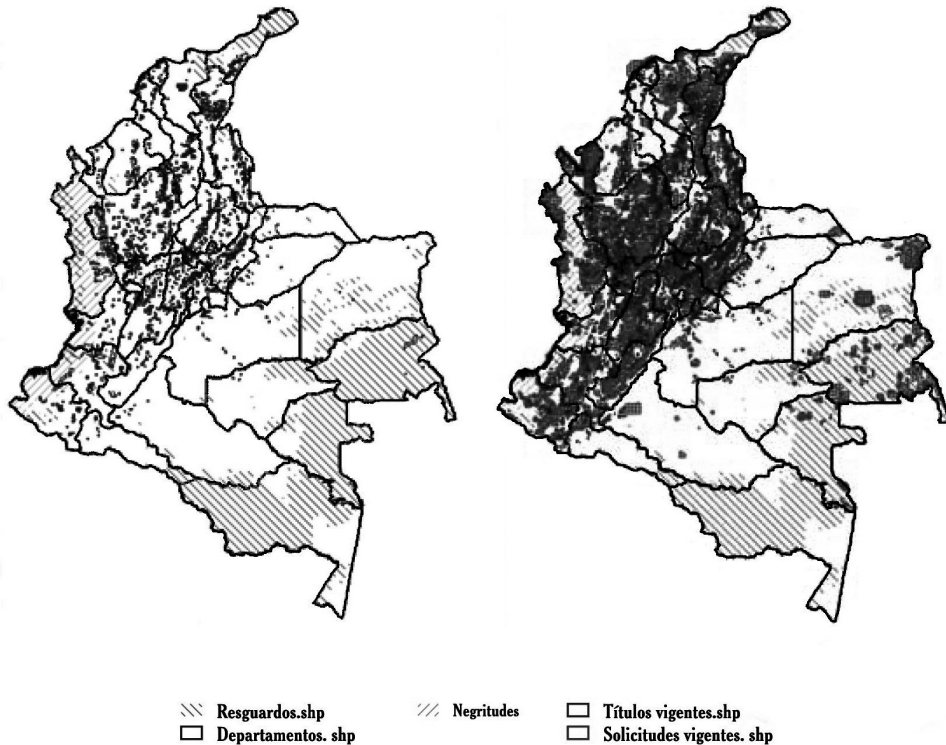 Resguardos.shp
Negritudes
Títulos vigentes.shp
Departamentos. shp
Solicitudes vigentes. shp